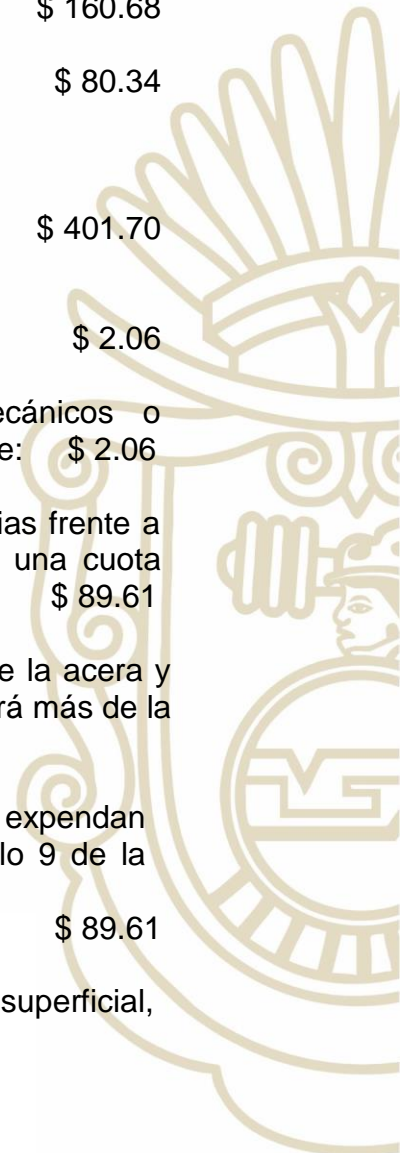 $ 160.68
$ 80.34
$ 401.70
$ 2.06
ecánicos o
e: $ 2.06
ias frente a
una cuota
$ 89.61
e la acera y
rá más de la
expendan
lo 9 de la
$ 89.61
superficial,